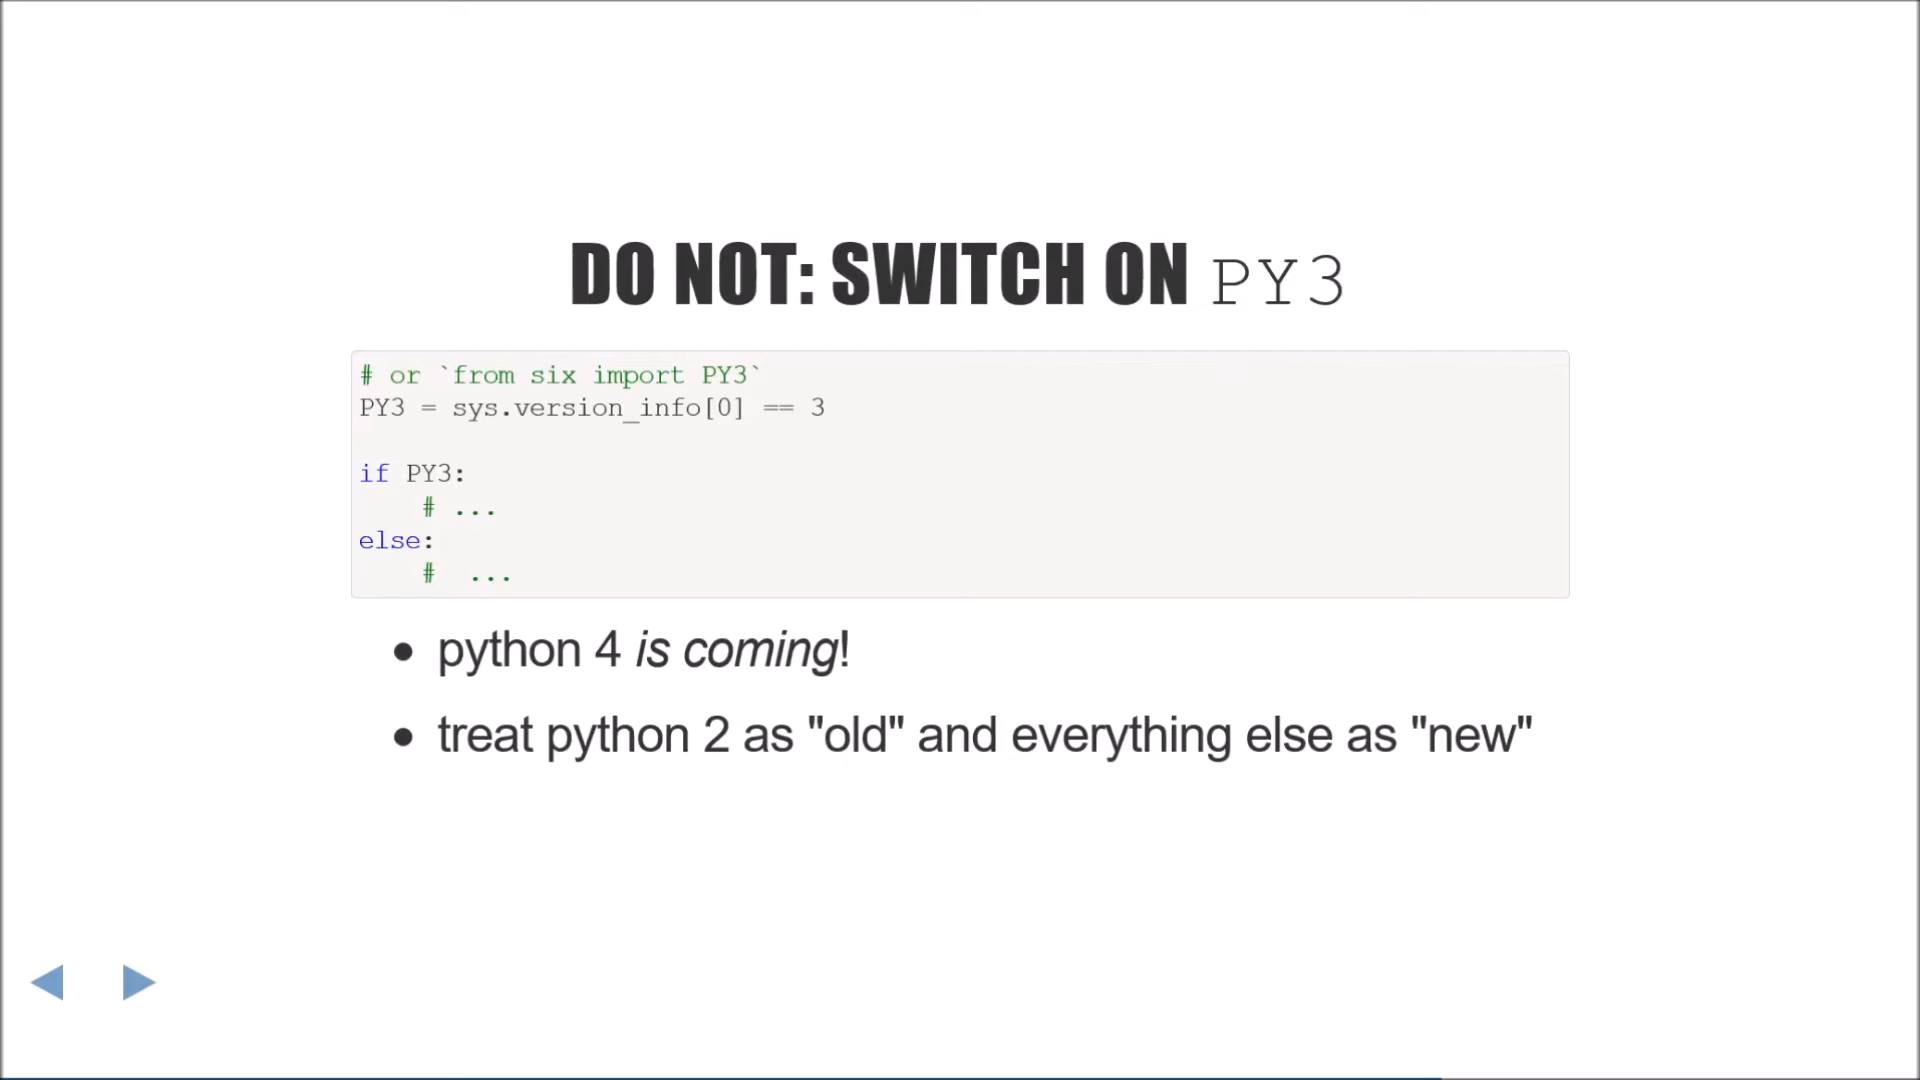 DO NOT: SWITCH ON PY3
# or `from six import PY3`
PY3 = sys.version_info[0] == 3
if PY3:
# ...
else:
#  ...
python 4 is coming!
treat python 2 as "old" and everything else as "new"